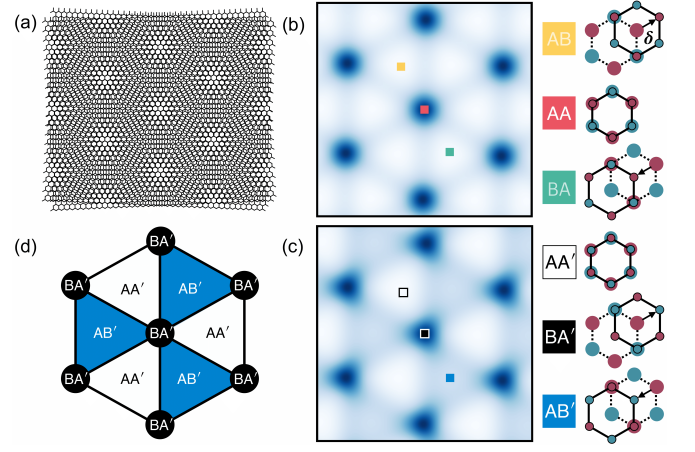 (a)
(b)
AB
δ
AA
BA
(d)
BA′
BA′ AA′ AB′ BA′
AB′ BA′ AA′
BA′ AA′ AB′ BA′
BA′
(c)
AA′
BA′
AB′